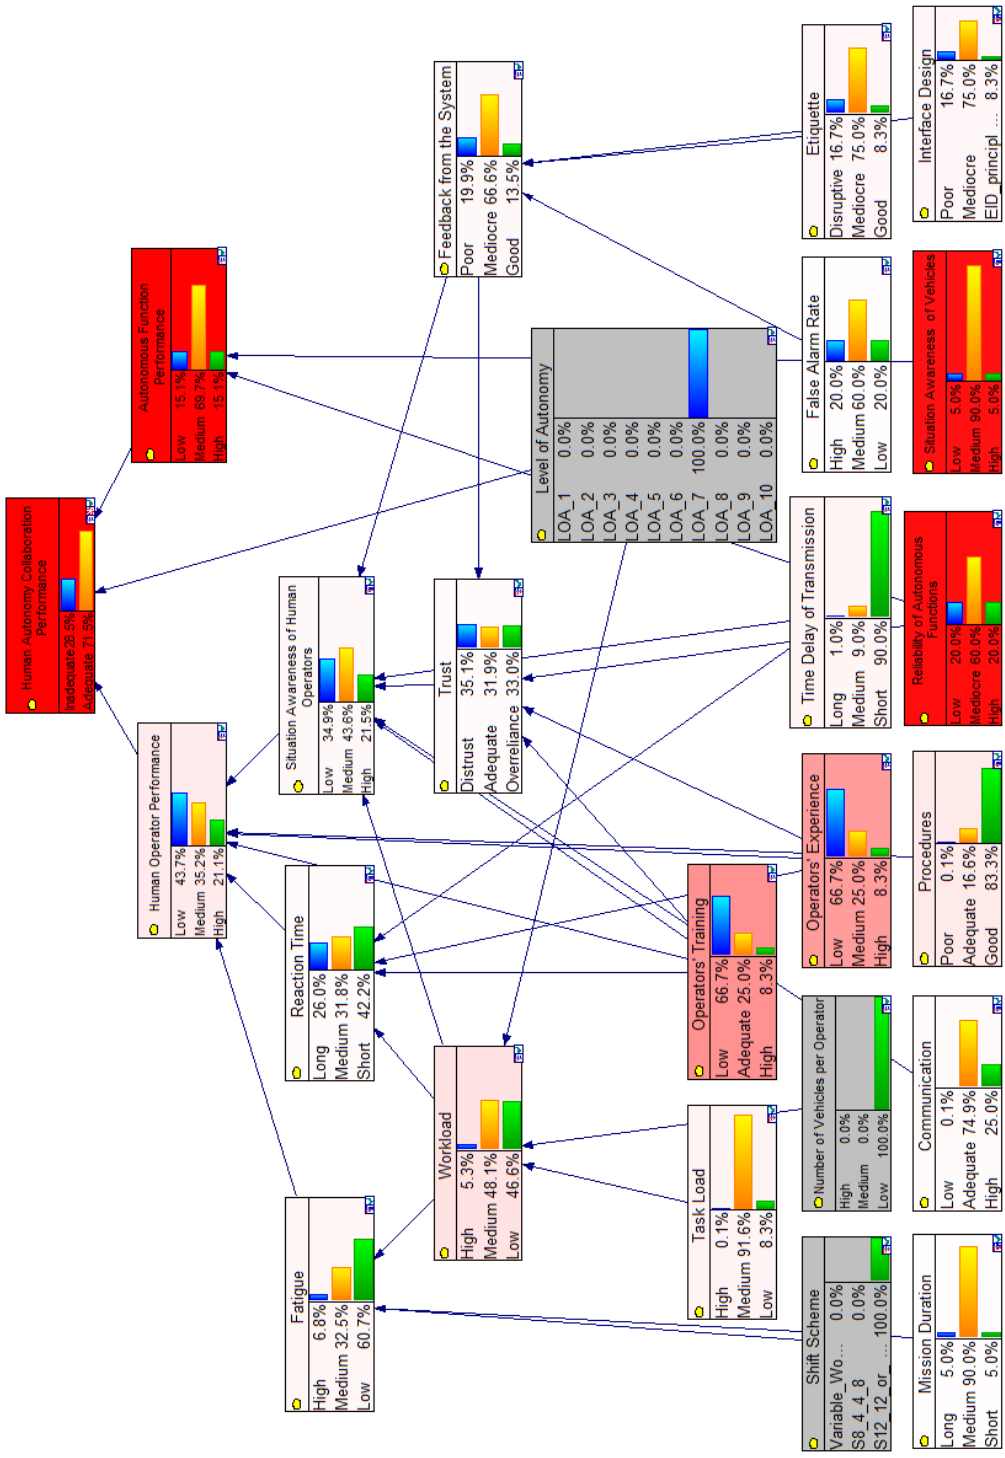 Human Autonomy Collaboration
Performance
Inadequate 28.5%
Adequate 71.5%
Human Operator Performance
Low 43.7%
Medium 35.2%
High 21.1%
Autonomous Function
Performance
Low 15.1%
Medium 69.7%
High 15.1%
Fatigue
High 6.8%
Medium 32.5%
Low 60.7%
Reaction Time
Long 26.0%
Medium 31.8%
Short 42.2%
Situation Awareness of Human
Operators
Low 34.9%
Medium 43.6%
High 21.5%
Workload
High 5.3%
Medium 48.1%
Low 46.6%
Trust
Distrust 35.1%
Adequate 31.9%
Overreliance 33.0%
Feedback from the System
Poor 19.9%
Mediocre 66.6%
Good 13.5%
Level of Autonomy
LOA_1 0.0%
LOA_2 0.0%
LOA_3 0.0%
LOA_4 0.0%
LOA_5 0.0%
LOA_6 0.0%
LOA_7 100.0%
LOA_8 0.0%
LOA_9 0.0%
LOA_10 0.0%
Task Load
High 0.1%
Medium 91.6%
Low 8.3%
Operators' Training
Low 66.7%
Adequate 25.0%
High 8.3%
Shift Scheme
Variable_Wo... 0.0%
S8_4_4_8 0.0%
S12_12_or_ ... 100.0%
Number of Vehicles per Operator
High 0.0%
Medium 0.0%
Low 100.0%
Operators' Experience
Low 66.7%
Medium 25.0%
High 8.3%
Time Delay of Transmission
Long 1.0%
Medium 9.0%
Short 90.0%
False Alarm Rate
High 20.0%
Medium 60.0%
Low 20.0%
Etiquette
Disruptive 16.7%
Mediocre 75.0%
Good 8.3%
Mission Duration
Long 5.0%
Medium 90.0%
Short 5.0%
Communication
Low 0.1%
Adequate 74.9%
High 25.0%
Procedures
Poor 0.1%
Adequate 16.6%
Good 83.3%
Reliability of Autonomous
Functions
Low 20.0%
Mediocre 60.0%
High 20.0%
Situation Awareness of Vehicles
Low 5.0%
Medium 90.0%
High 5.0%
Interface Design
Poor 16.7%
Mediocre 75.0%
EID_principl ... 8.3%